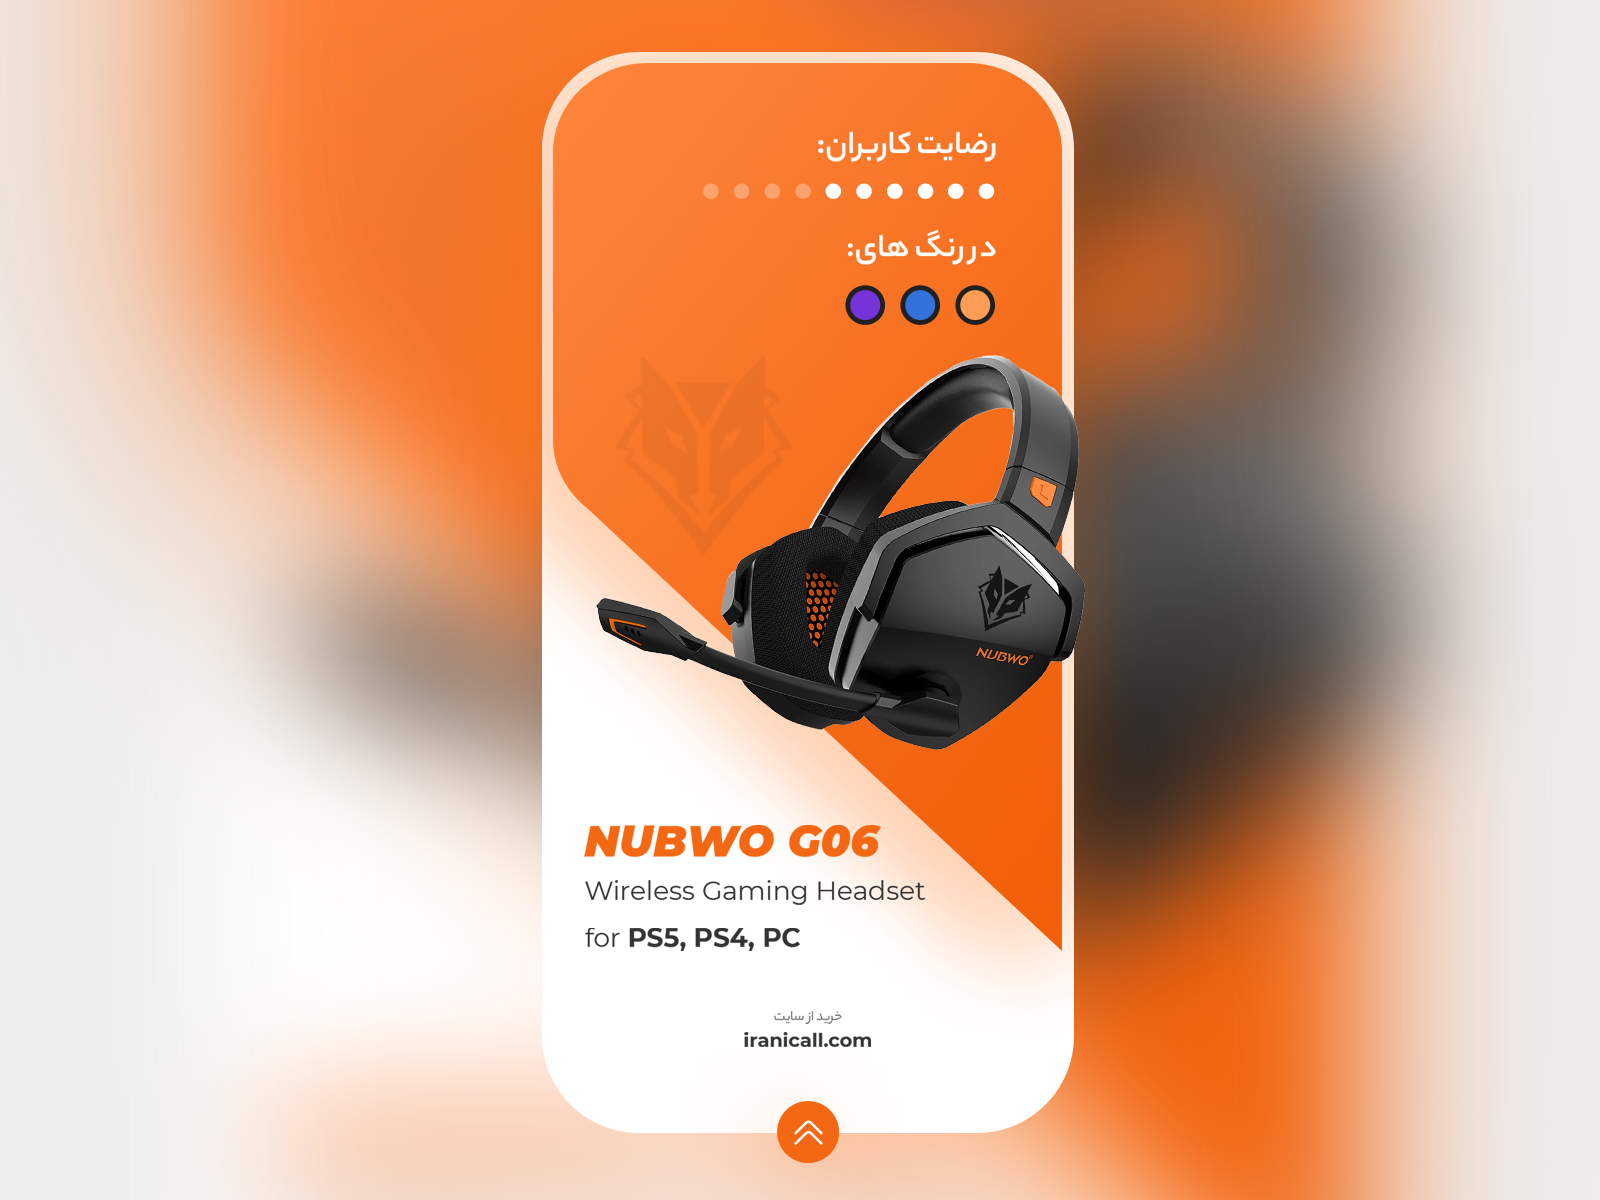 رضایت کاربران:
در رنگ های:
NUBWO®
NUBWO G06
Wireless Gaming Headset
for PS5, PS4, PC
خرید از سایت
iranicall.com